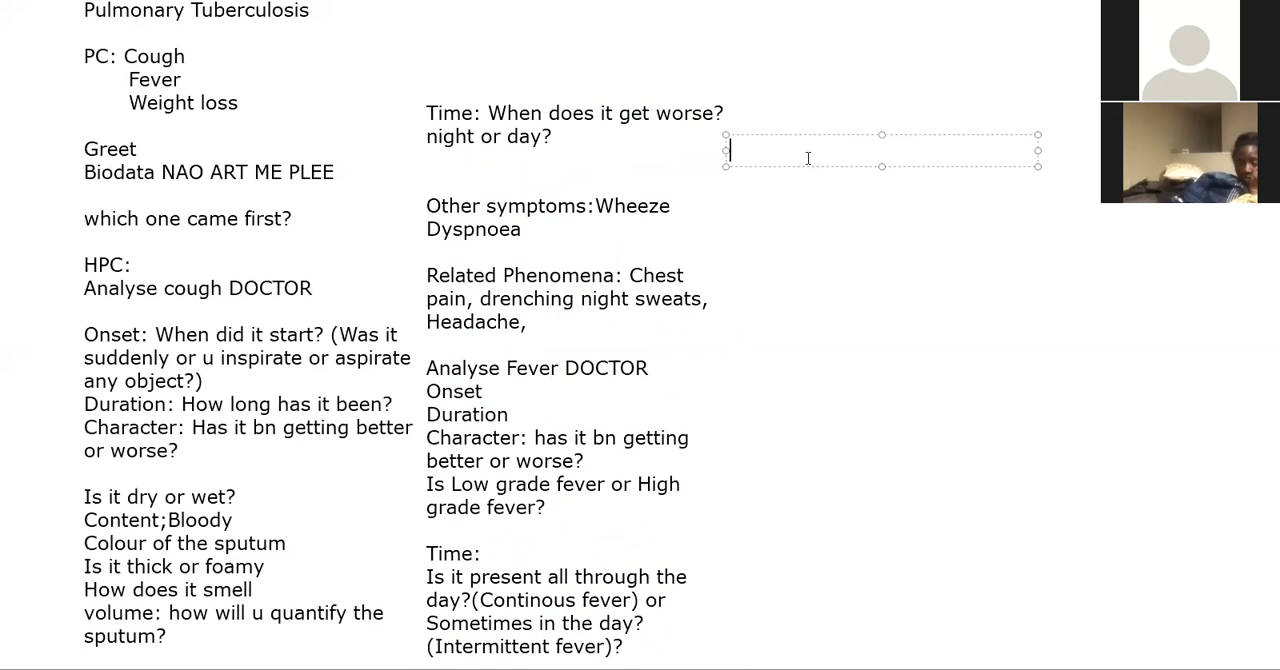 Pulmonary Tuberculosis
PC: Cough
Fever
Weight loss
Greet
Biodata NAO ART ME PLEE
which one came first?
HPC:
Analyse cough DOCTOR
Onset: When did it start? (Was it
suddenly or u inspirate or aspirate
any object?)
Duration: How long has it been?
Character: Has it bn getting better
or worse?
Is it dry or wet?
Content;Bloody
Colour of the sputum
Is it thick or foamy
How does it smell
volume: how will u quantify the
sputum?
Time: When does it get worse?
night or day?
Other symptoms:Wheeze
Dyspnoea
Related Phenomena: Chest
pain, drenching night sweats,
Headache,
Analyse Fever DOCTOR
Onset
Duration
Character: has it bn getting
better or worse?
Is Low grade fever or High
grade fever?
Time:
Is it present all through the
day?(Continous fever) or
Sometimes in the day?
(Intermittent fever)?